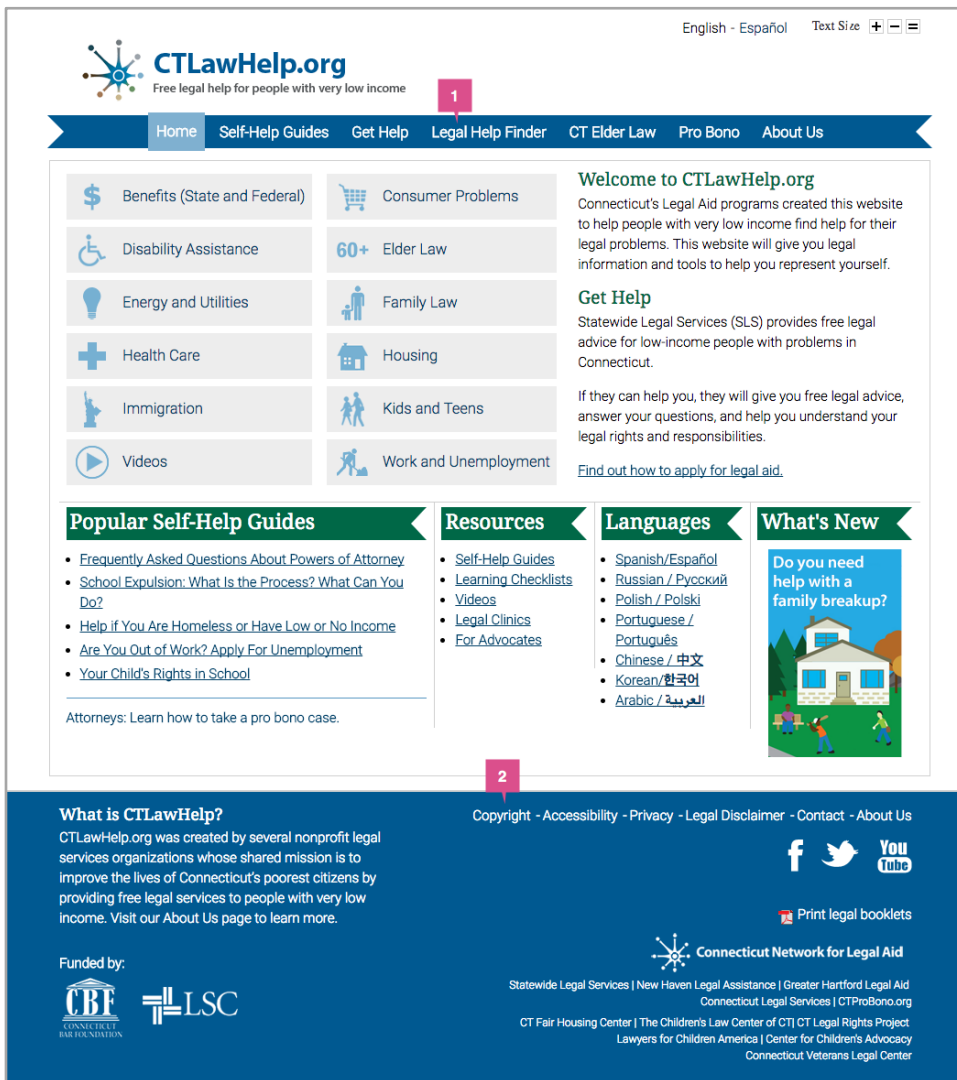 English - Español
Text Size + - =
CTLawHelp.org
Free legal help for people with very low income
1
Home Self-Help Guides Get Help Legal Help Finder CT Elder Law Pro Bono About Us
$ Benefits (State and Federal)
Consumer Problems
Disability Assistance
60+ Elder Law
Energy and Utilities
Family Law
Health Care
Housing
Immigration
Kids and Teens
Videos
Work and Unemployment
Welcome to CTLawHelp.org
Connecticut's Legal Aid programs created this website
to help people with very low income find help for their
legal problems. This website will give you legal
information and tools to help you represent yourself.
Get Help
Statewide Legal Services (SLS) provides free legal
advice for low-income people with problems in
Connecticut.
If they can help you, they will give you free legal advice,
answer your questions, and help you understand your
legal rights and responsibilities.
Find out how to apply for legal aid.
Popular Self-Help Guides
Frequently Asked Questions About Powers of Attorney
School Expulsion: What Is the Process? What Can You
Do?
Help if You Are Homeless or Have Low or No Income
Are You Out of Work? Apply For Unemployment
Your Child's Rights in School
Attorneys: Learn how to take a pro bono case.
Resources
Self-Help Guides
Learning Checklists
Videos
Legal Clinics
For Advocates
Languages
Spanish/Español
Russian / Русский
Polish / Polski
Portuguese /
Português
Chinese / 中文
Korean/한국어
Arabic / العربية
What's New
Do you need
help with a
family breakup?
2
What is CTLawHelp?
CTLawHelp.org was created by several nonprofit legal
services organizations whose shared mission is to
improve the lives of Connecticut's poorest citizens by
providing free legal services to people with very low
income. Visit our About Us page to learn more.
Funded by:
CBF
CONNECTICUT
BAR FOUNDATION
LSC
Copyright - Accessibility - Privacy - Legal Disclaimer - Contact - About Us
f
You
Tube
Print legal booklets
Connecticut Network for Legal Aid
Statewide Legal Services | New Haven Legal Assistance | Greater Hartford Legal Aid
Connecticut Legal Services | CTProBono.org
CT Fair Housing Center | The Children's Law Center of CT| CT Legal Rights Project
Lawyers for Children America | Center for Children's Advocacy
Connecticut Veterans Legal Center